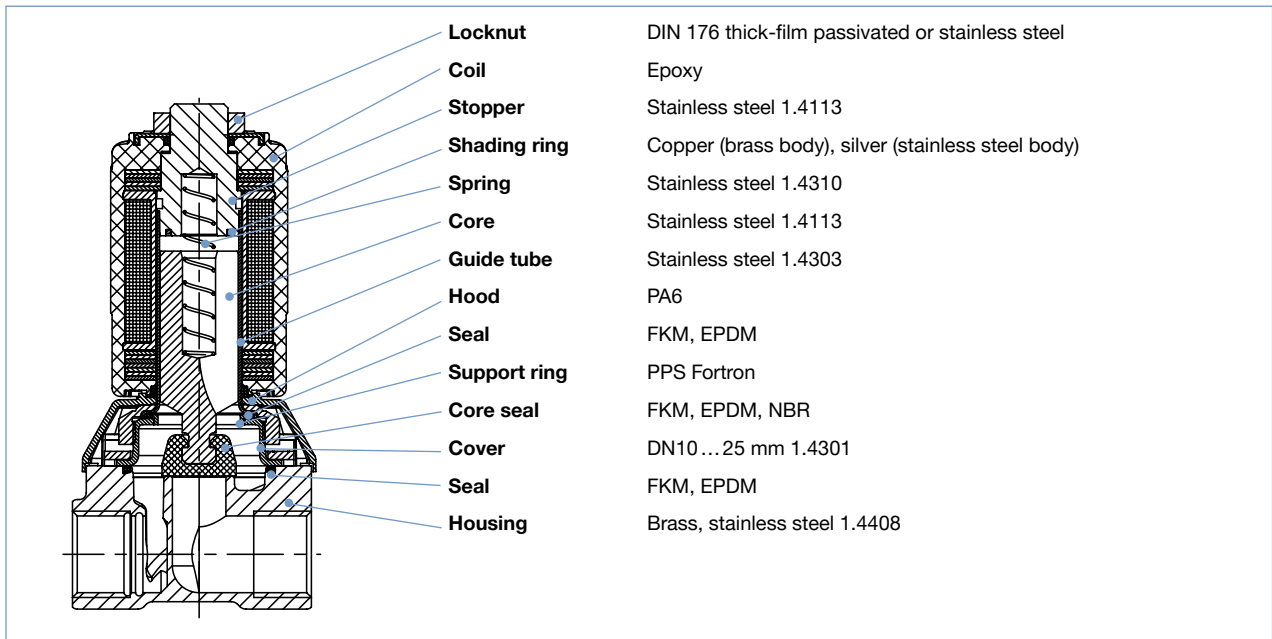 Locknut DIN 176 thick-film passivated or stainless steel
Coil Epoxy
Stopper Stainless steel 1.4113
Shading ring Copper (brass body), silver (stainless steel body)
Spring Stainless steel 1.4310
Core Stainless steel 1.4113
Guide tube Stainless steel 1.4303
Hood PA6
Seal FKM, EPDM
Support ring PPS Fortron
Core seal FKM, EPDM, NBR
Cover DN10 … 25 mm 1.4301
Seal FKM, EPDM
Housing Brass, stainless steel 1.4408